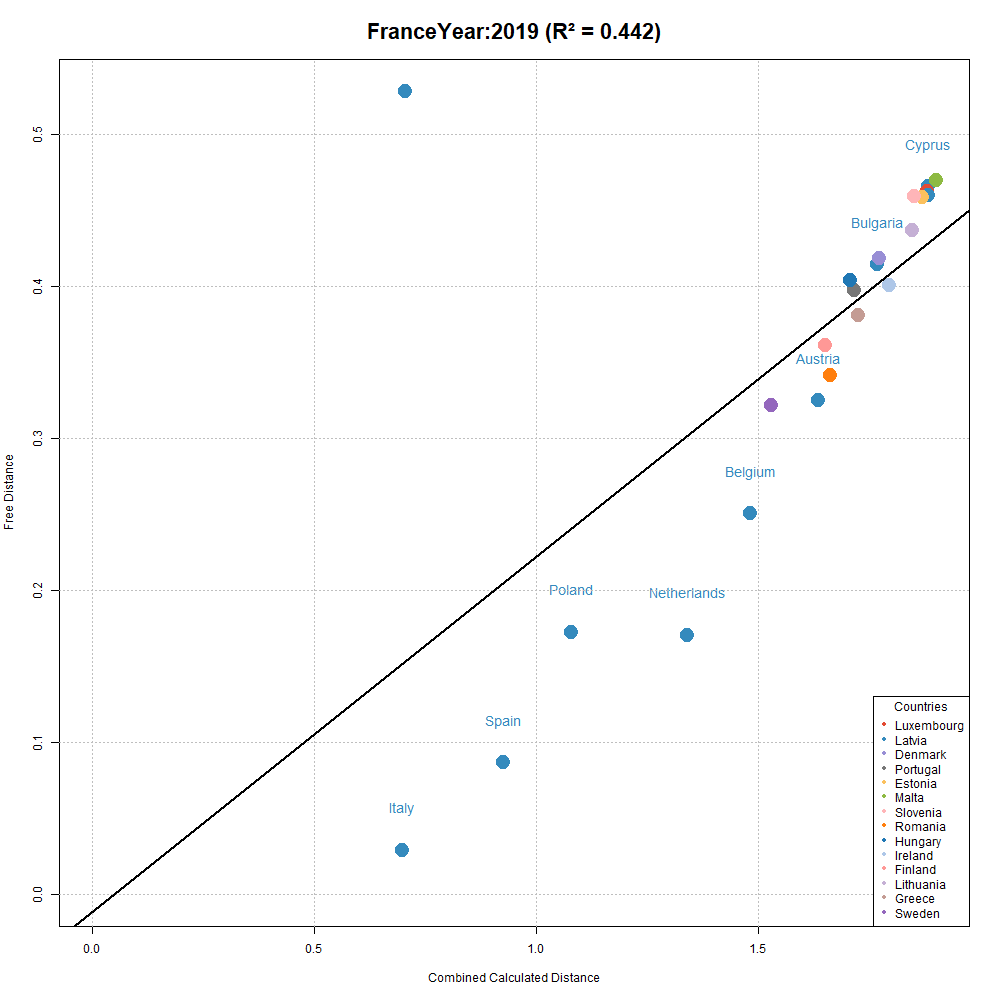 FranceYear:2019 (R² = 0.442)
Cyprus
0.5
Bulgaria
0.4
Austria
0.3
Belgium
Free Distance
0.2
Poland
Netherlands
Spain
0.1
Italy
0.0
Countries
Luxembourg
Latvia
Denmark
Portugal
Estonia
Malta
Slovenia
Romania
Hungary
Ireland
Finland
Lithuania
Greece
Sweden
0.0 0.5 1.0 1.5
Combined Calculated Distance